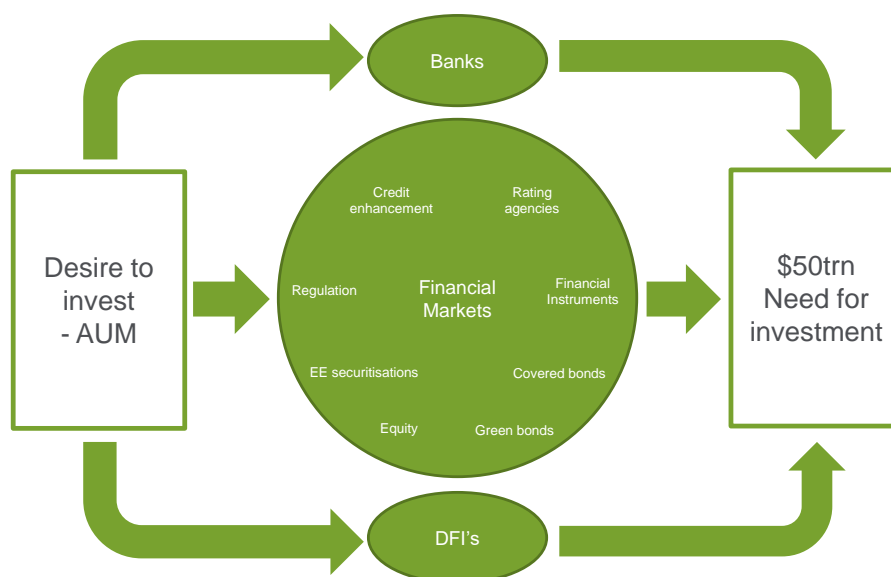 Banks
Desire to
invest
- AUM
Credit
enhancement
Rating
agencies
Regulation
Financial
Markets
Financial
Instruments
EE securitisations
Covered bonds
Equity
Green bonds
$50trn
Need for
investment
DFI's